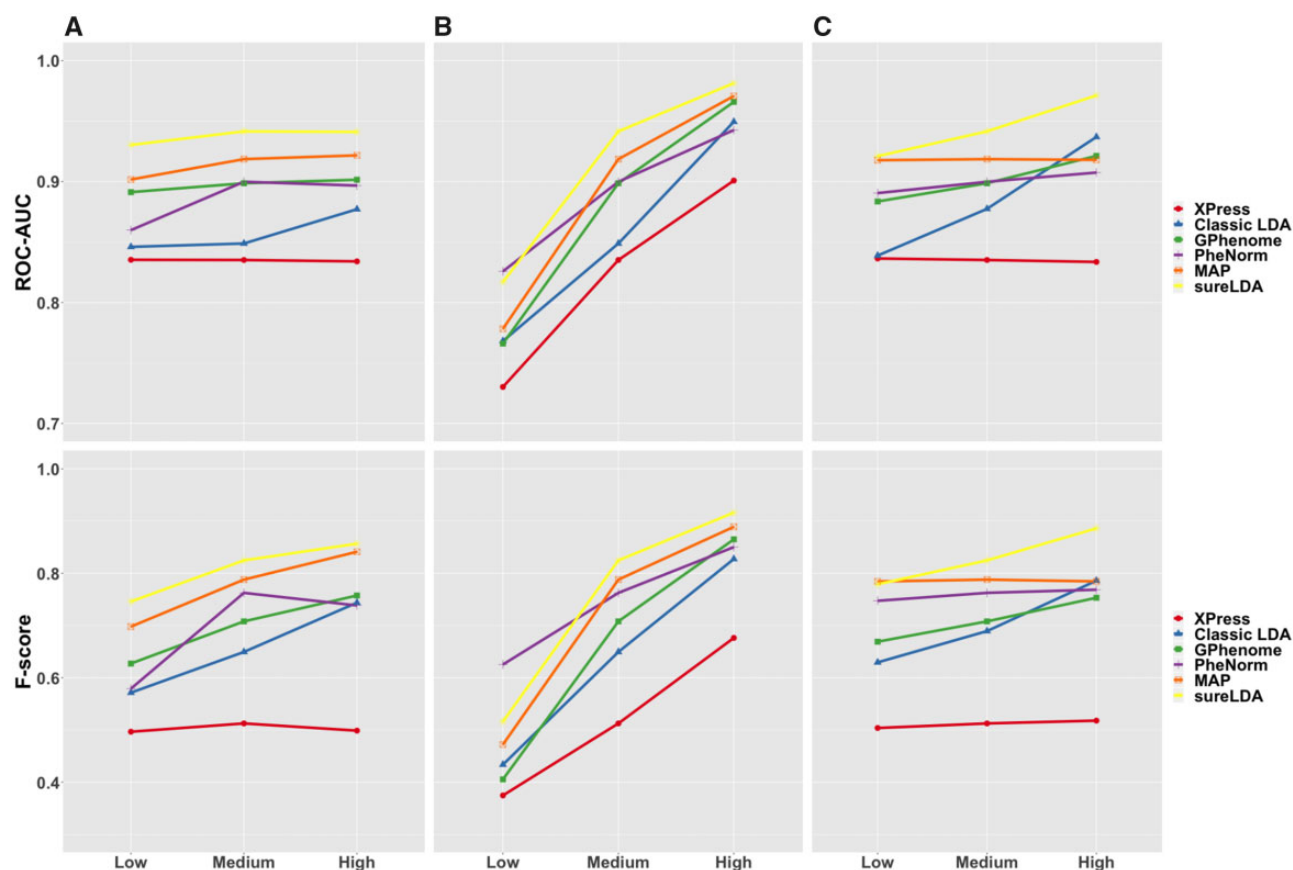 A B C
ROC-AUC
1.0
0.9
0.8
0.7
XPress
Classic LDA
GPhenome
PheNorm
MAP
sureLDA
F-score
1.0
0.8
0.6
0.4
XPress
Classic LDA
GPhenome
PheNorm
MAP
sureLDA
Low Medium High Low Medium High Low Medium High